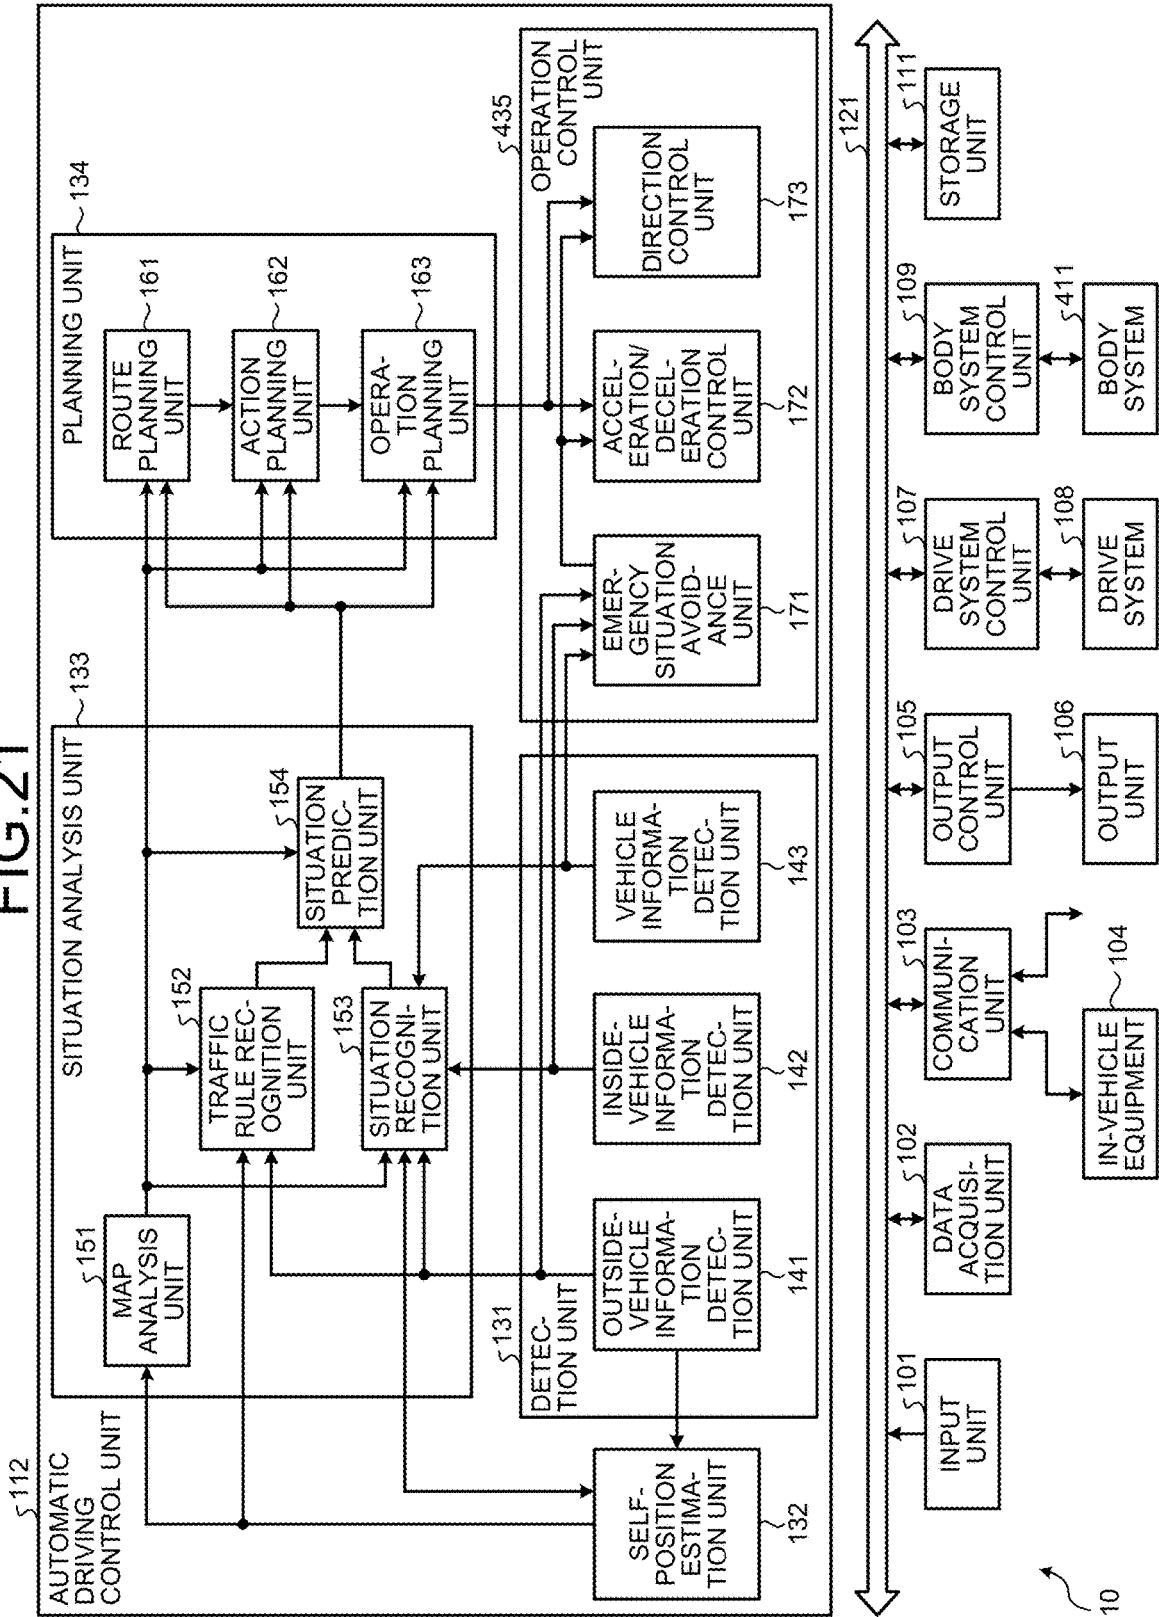 FIG.21
112
AUTOMATIC
DRIVING
CONTROL UNIT
SITUATION ANALYSIS UNIT
133
151
MAP
ANALYSIS
UNIT
152
TRAFFIC
RULE REC-
OGNITION
UNIT
153
SITUATION
RECOGNI-
TION UNIT
154
SITUATION
PREDIC-
TION UNIT
PLANNING UNIT
134
ROUTE
PLANNING
UNIT
161
ACTION
PLANNING
UNIT
162
OPERA-
TION
PLANNING
UNIT
163
SELF-
POSITION
ESTIMA-
TION UNIT
132
131
DETEC-
TION UNIT
OUTSIDE-
VEHICLE
INFORMA-
TION
DETEC-
TION UNIT
141
INSIDE-
VEHICLE
INFORMA-
TION
DETEC-
TION UNIT
142
VEHICLE
INFORMA-
TION
DETEC-
TION UNIT
143
435
OPERATION
CONTROL
UNIT
EMER-
GENCY
SITUATION
AVOID-
ANCE
UNIT
171
ACCEL-
ERATION/
DECEL-
ERATION
CONTROL
UNIT
172
DIRECTION
CONTROL
UNIT
173
121
101
INPUT
UNIT
102
DATA
ACQUISI-
TION UNIT
103
COMMUNI-
CATION
UNIT
104
IN-VEHICLE
EQUIPMENT
105
OUTPUT
CONTROL
UNIT
106
OUTPUT
UNIT
107
DRIVE
SYSTEM
CONTROL
UNIT
108
DRIVE
SYSTEM
109
BODY
SYSTEM
CONTROL
UNIT
411
BODY
SYSTEM
111
STORAGE
UNIT
10